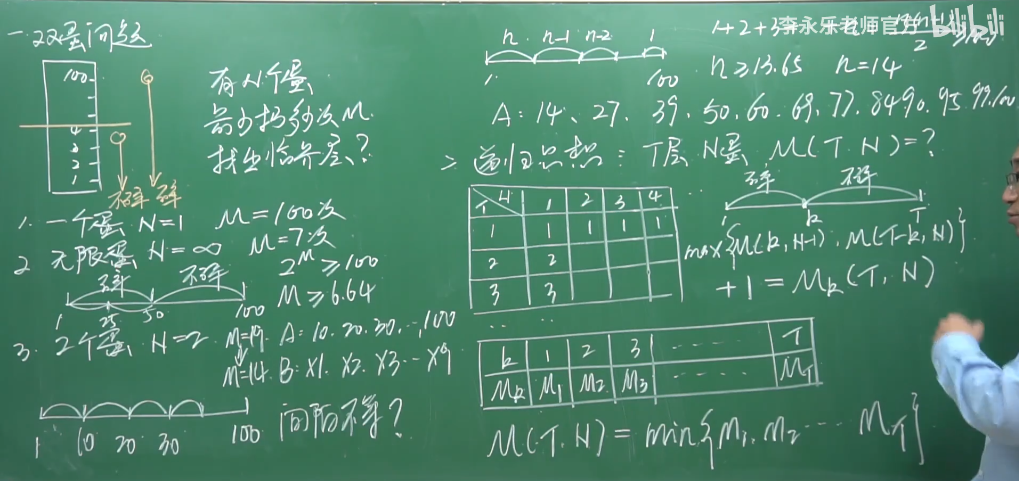 一.双蛋问题
100
4
3
2
1
不碎 碎
有N个蛋
最少扔多少次M.
找出临界层?
1. 一个蛋 N=1 M=100次
2 无限蛋 N=∞ M=7次
2^M ≥100
M≥6.64
碎 不碎
1 25 50 100
3. 2个蛋 N=2. M=19. A: 10. 20. 30. …, 100
M=14. B: X1. X2. X3. … X9
1 10 20 30 100 间隔不等?
n n-1 n-2 1
1 100
1+2+3
2
李永乐老师官方
bilibili
n≥13.65 n=14
A: 14、27. 39. 50. 60. 69. 77. 84 90. 95. 99. 100
二 递归思想: T层 N蛋 M(T.N)=?
碎 不碎
1 k T
T N 1 2 3 4
1 1 1 1 1
2 2
3 3
max{M(k,N-1), M(T-k,N)}
+1=M_k(T,N)
k 1 2 3 ------ T
M_k M_1 M_2 M_3 ------ M_T
M(T.N)=min{M_1, M_2 ---- M_T}